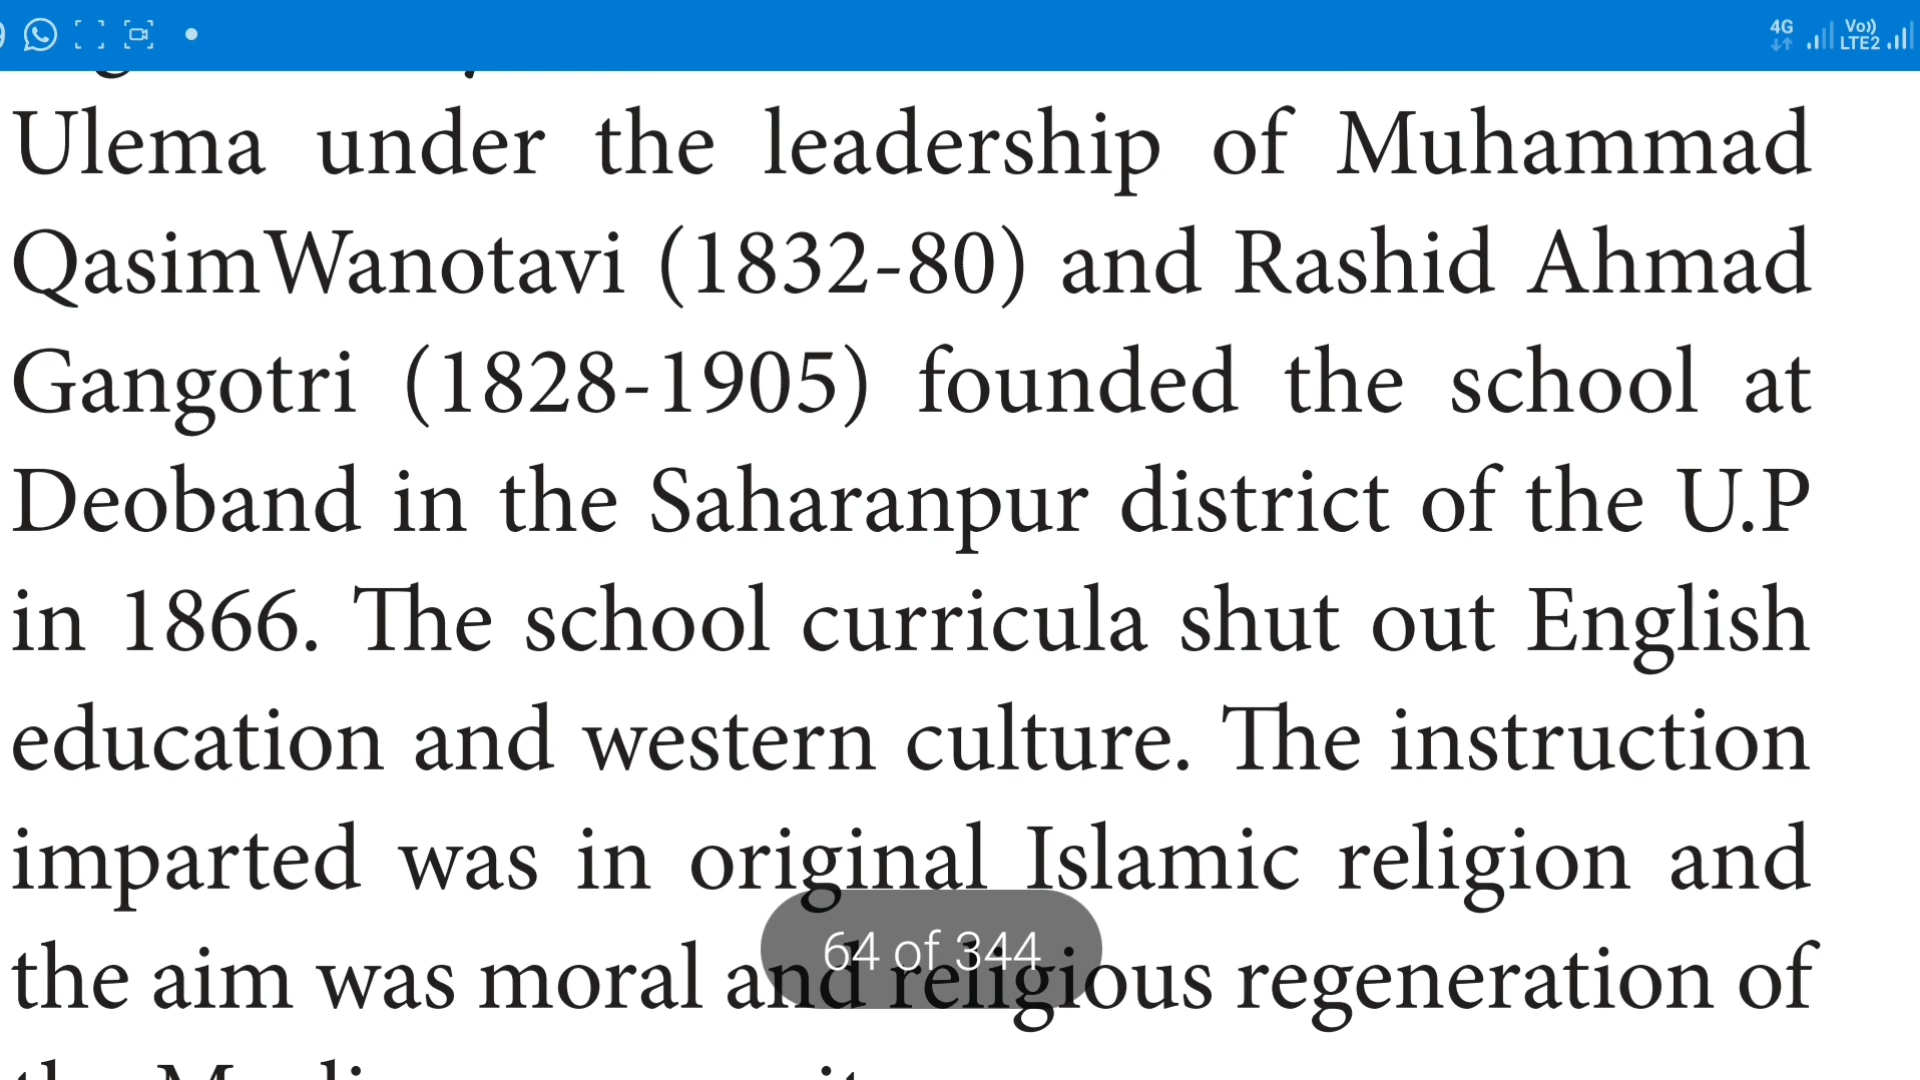 4G Vo)) LTE2
Ulema under the leadership of Muhammad
QasimWanotavi (1832-80) and Rashid Ahmad
Gangotri (1828-1905) founded the school at
Deoband in the Saharanpur district of the U.P
in 1866. The school curricula shut out English
education and western culture. The instruction
imparted was in original Islamic religion and
64 of 344
the aim was moral and religious regeneration of